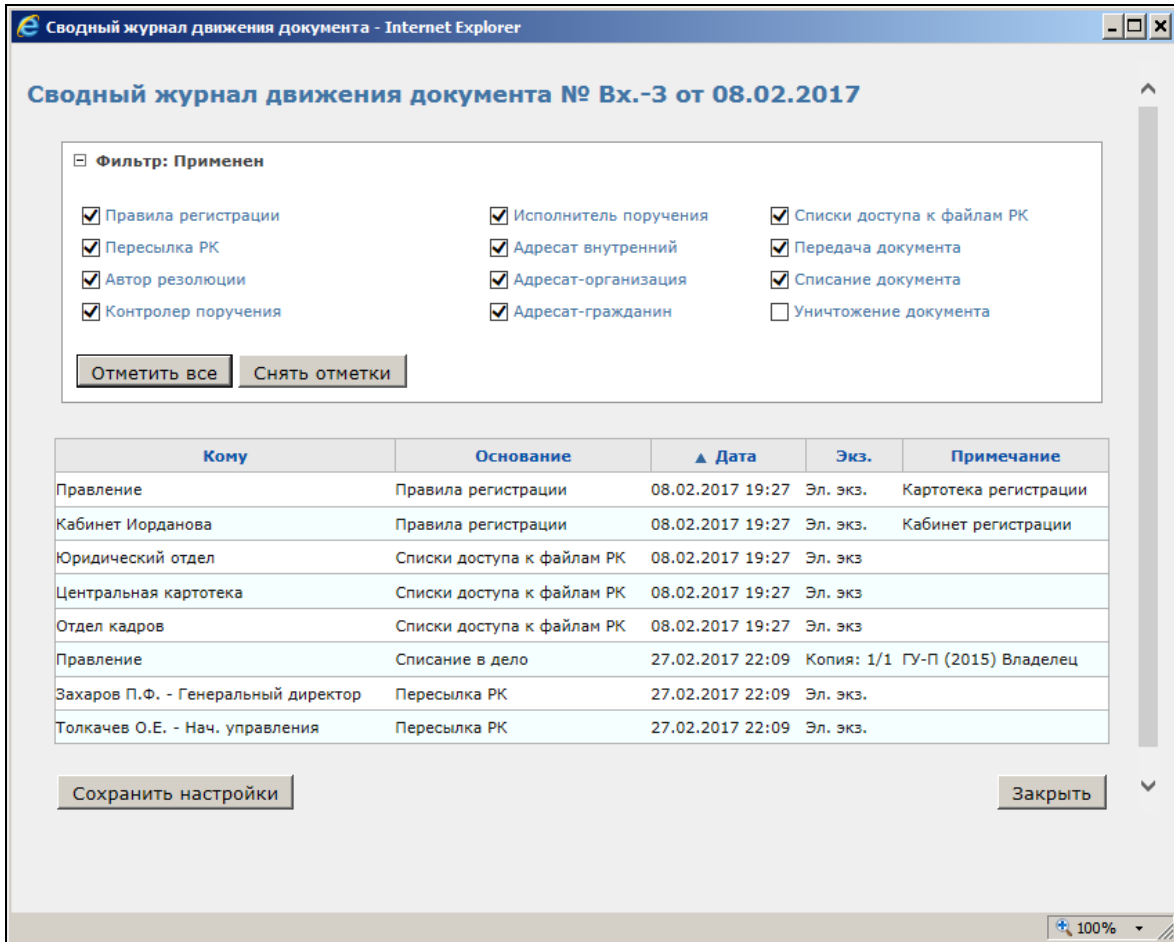 Сводный журнал движения документа - Internet Explorer
Сводный журнал движения документа № Вх.-3 от 08.02.2017
Фильтр: Применен
Правила регистрации Исполнитель поручения Списки доступа к файлам РК
Пересылка РК Адресат внутренний Передача документа
Автор резолюции Адресат-организация Списание документа
Контролер поручения Адресат-гражданин Уничтожение документа
Отметить все Снять отметки
Кому Основание Дата Экз. Примечание
Правление Правила регистрации 08.02.2017 19:27 Эл. экз. Картотека регистрации
Кабинет Иорданова Правила регистрации 08.02.2017 19:27 Эл. экз. Кабинет регистрации
Юридический отдел Списки доступа к файлам РК 08.02.2017 19:27 Эл. экз
Центральная картотека Списки доступа к файлам РК 08.02.2017 19:27 Эл. экз
Отдел кадров Списки доступа к файлам РК 08.02.2017 19:27 Эл. экз
Правление Списание в дело 27.02.2017 22:09 Копия: 1/1 ГУ-П (2015) Владелец
Захаров П.Ф. - Генеральный директор Пересылка РК 27.02.2017 22:09 Эл. экз.
Толкачев О.Е. - Нач. управления Пересылка РК 27.02.2017 22:09 Эл. экз.
Сохранить настройки Закрыть
100%